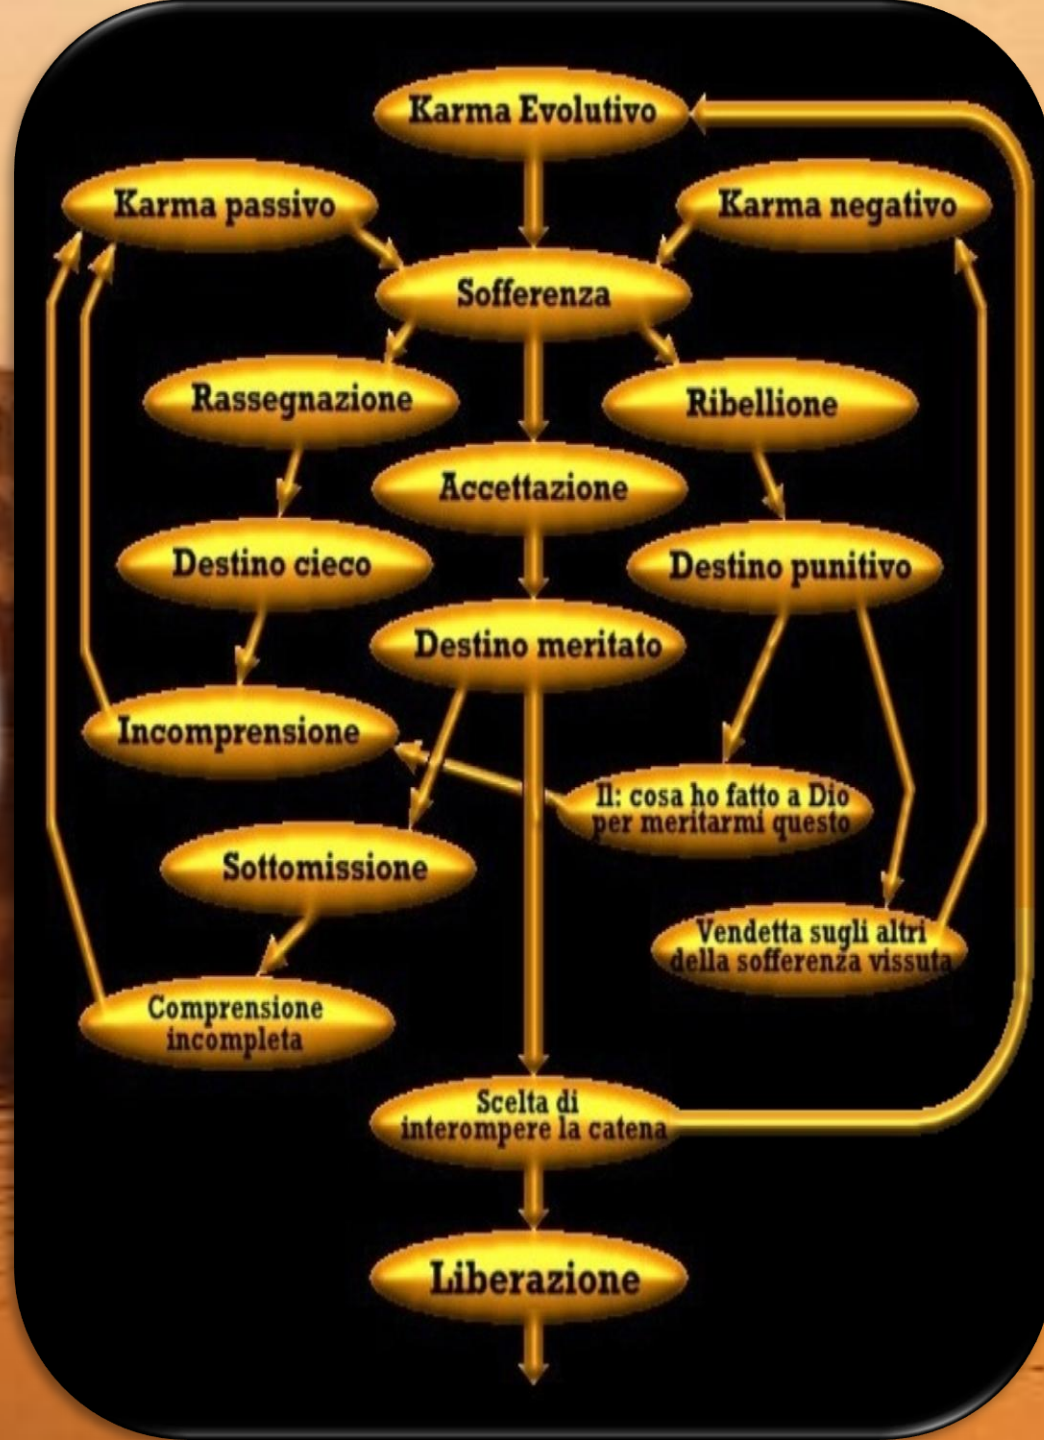 Karma Evolutivo
Karma passivo
Karma negativo
Sofferenza
Rassegnazione
Ribellione
Accettazione
Destino cieco
Destino punitivo
Destino meritato
Incomprensione
Il: cosa ho fatto a Dio
per meritarmi questo
Sottomissione
Vendetta sugli altri
della sofferenza vissuta
Comprensione
incompleta
Scelta di
interompere la catena
Liberazione